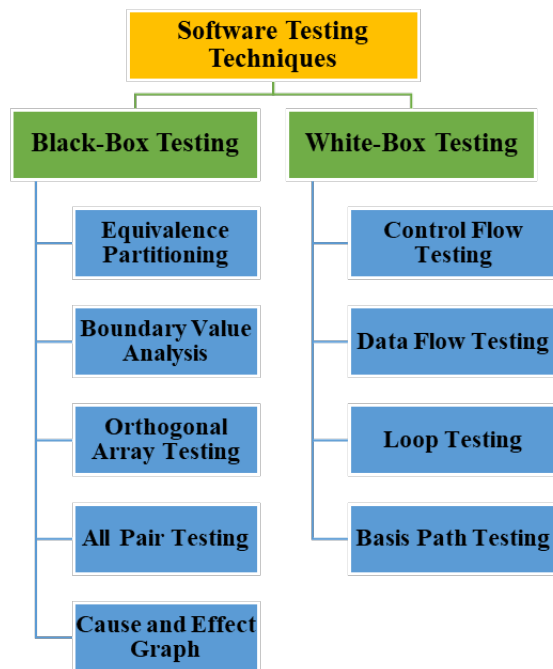 Software Testing
Techniques
Black-Box Testing
White-Box Testing
Equivalence
Partitioning
Boundary Value
Analysis
Orthogonal
Array Testing
All Pair Testing
Cause and Effect
Graph
Control Flow
Testing
Data Flow Testing
Loop Testing
Basis Path Testing